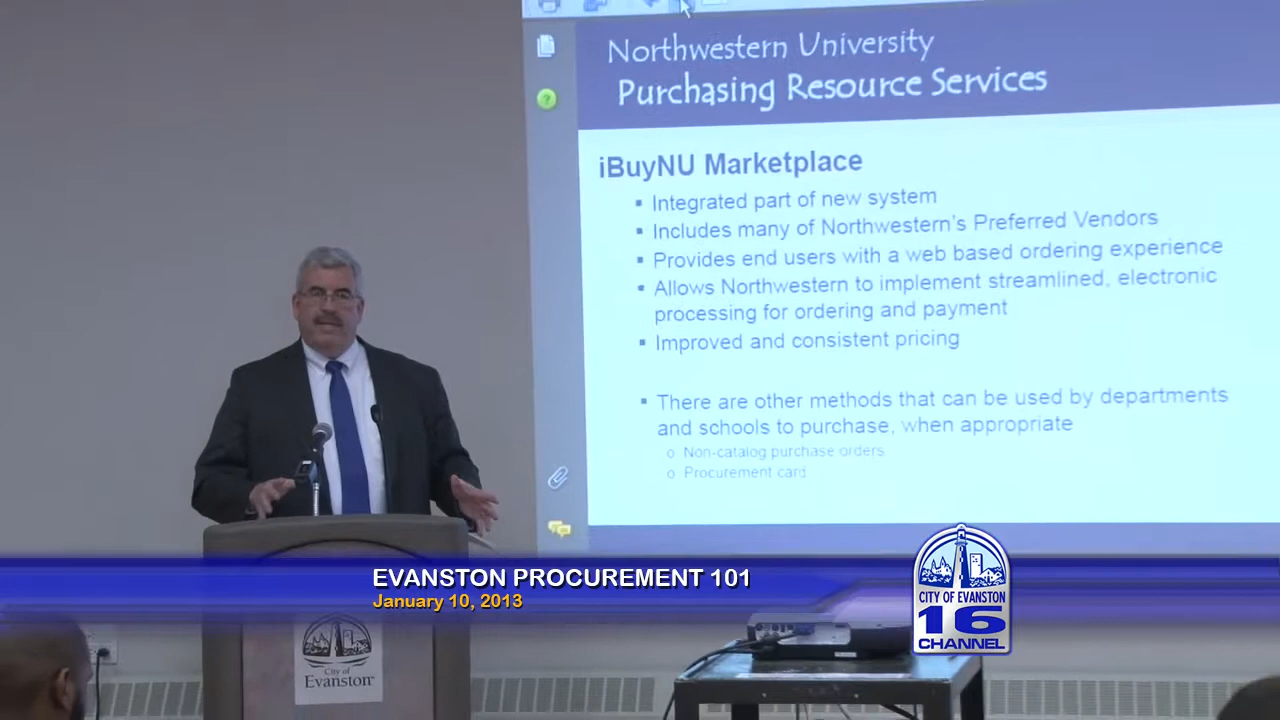 Northwestern University
Purchasing Resource Services
iBuyNU Marketplace
▪ Integrated part of new system
▪ Includes many of Northwestern's Preferred Vendors
▪ Provides end users with a web based ordering experience
▪ Allows Northwestern to implement streamlined, electronic
processing for ordering and payment
▪ Improved and consistent pricing
▪ There are other methods that can be used by departments
and schools to purchase, when appropriate
o Non-catalog purchase orders
o Procurement card
EVANSTON PROCUREMENT 101
January 10, 2013
CITY OF EVANSTON
16
CHANNEL
City of
Evanston